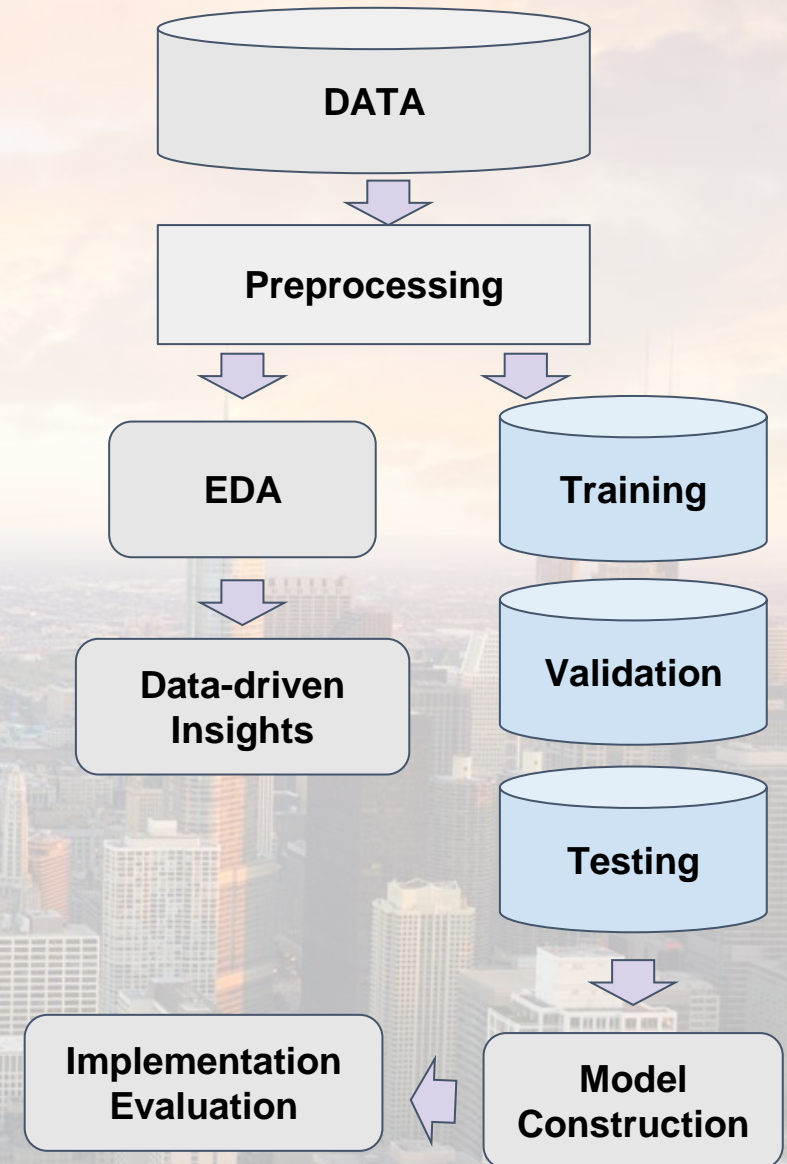 DATA
Preprocessing
EDA
Training
Data-driven
Insights
Validation
Testing
Implementation
Evaluation
Model
Construction